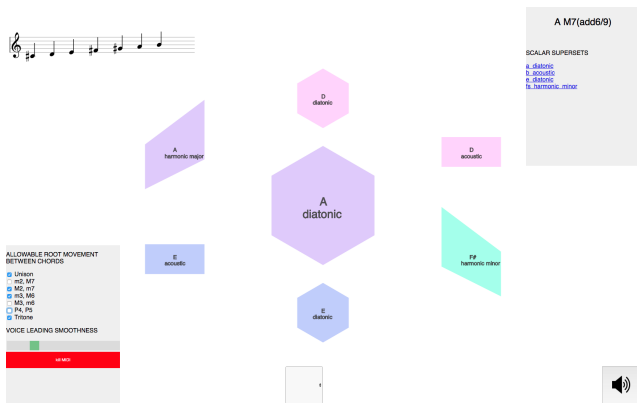 A M7(add6/9)
SCALAR SUPERSETS
a diatonic
b acoustic
e diatonic
fs harmonic minor
D
diatonic
A
harmonic major
D
acoustic
A
diatonic
E
acoustic
F#
harmonic minor
E
diatonic
ALLOWABLE ROOT MOVEMENT
BETWEEN CHORDS
Unison
m2, M7
M2, m7
m3, M6
M3, m6
P4, P5
Tritone
VOICE LEADING SMOOTHNESS